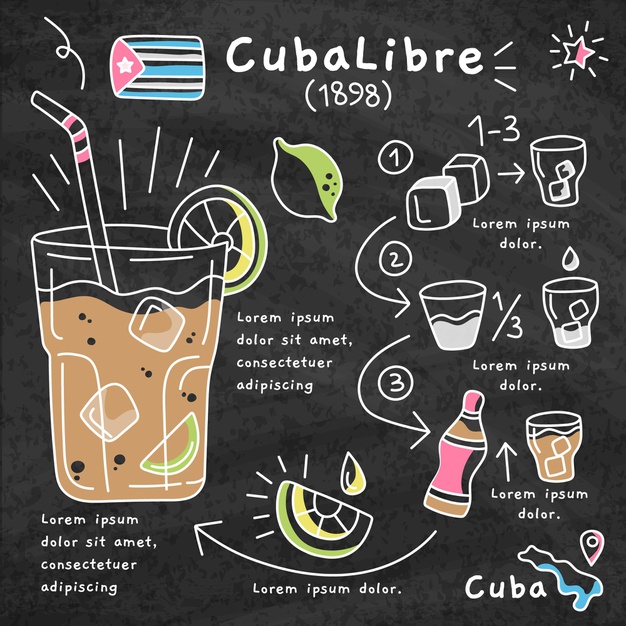 CubaLibre
(1898)
1
1-3
Lorem ipsum
dolor.
2
1/3
Lorem ipsum
dolor.
3
Lorem ipsum
dolor.
Lorem ipsum
dolor sit amet,
consectetuer
adipiscing
Lorem ipsum
dolor sit amet,
consectetuer
adipiscing
Lorem ipsum dolor.
Cuba